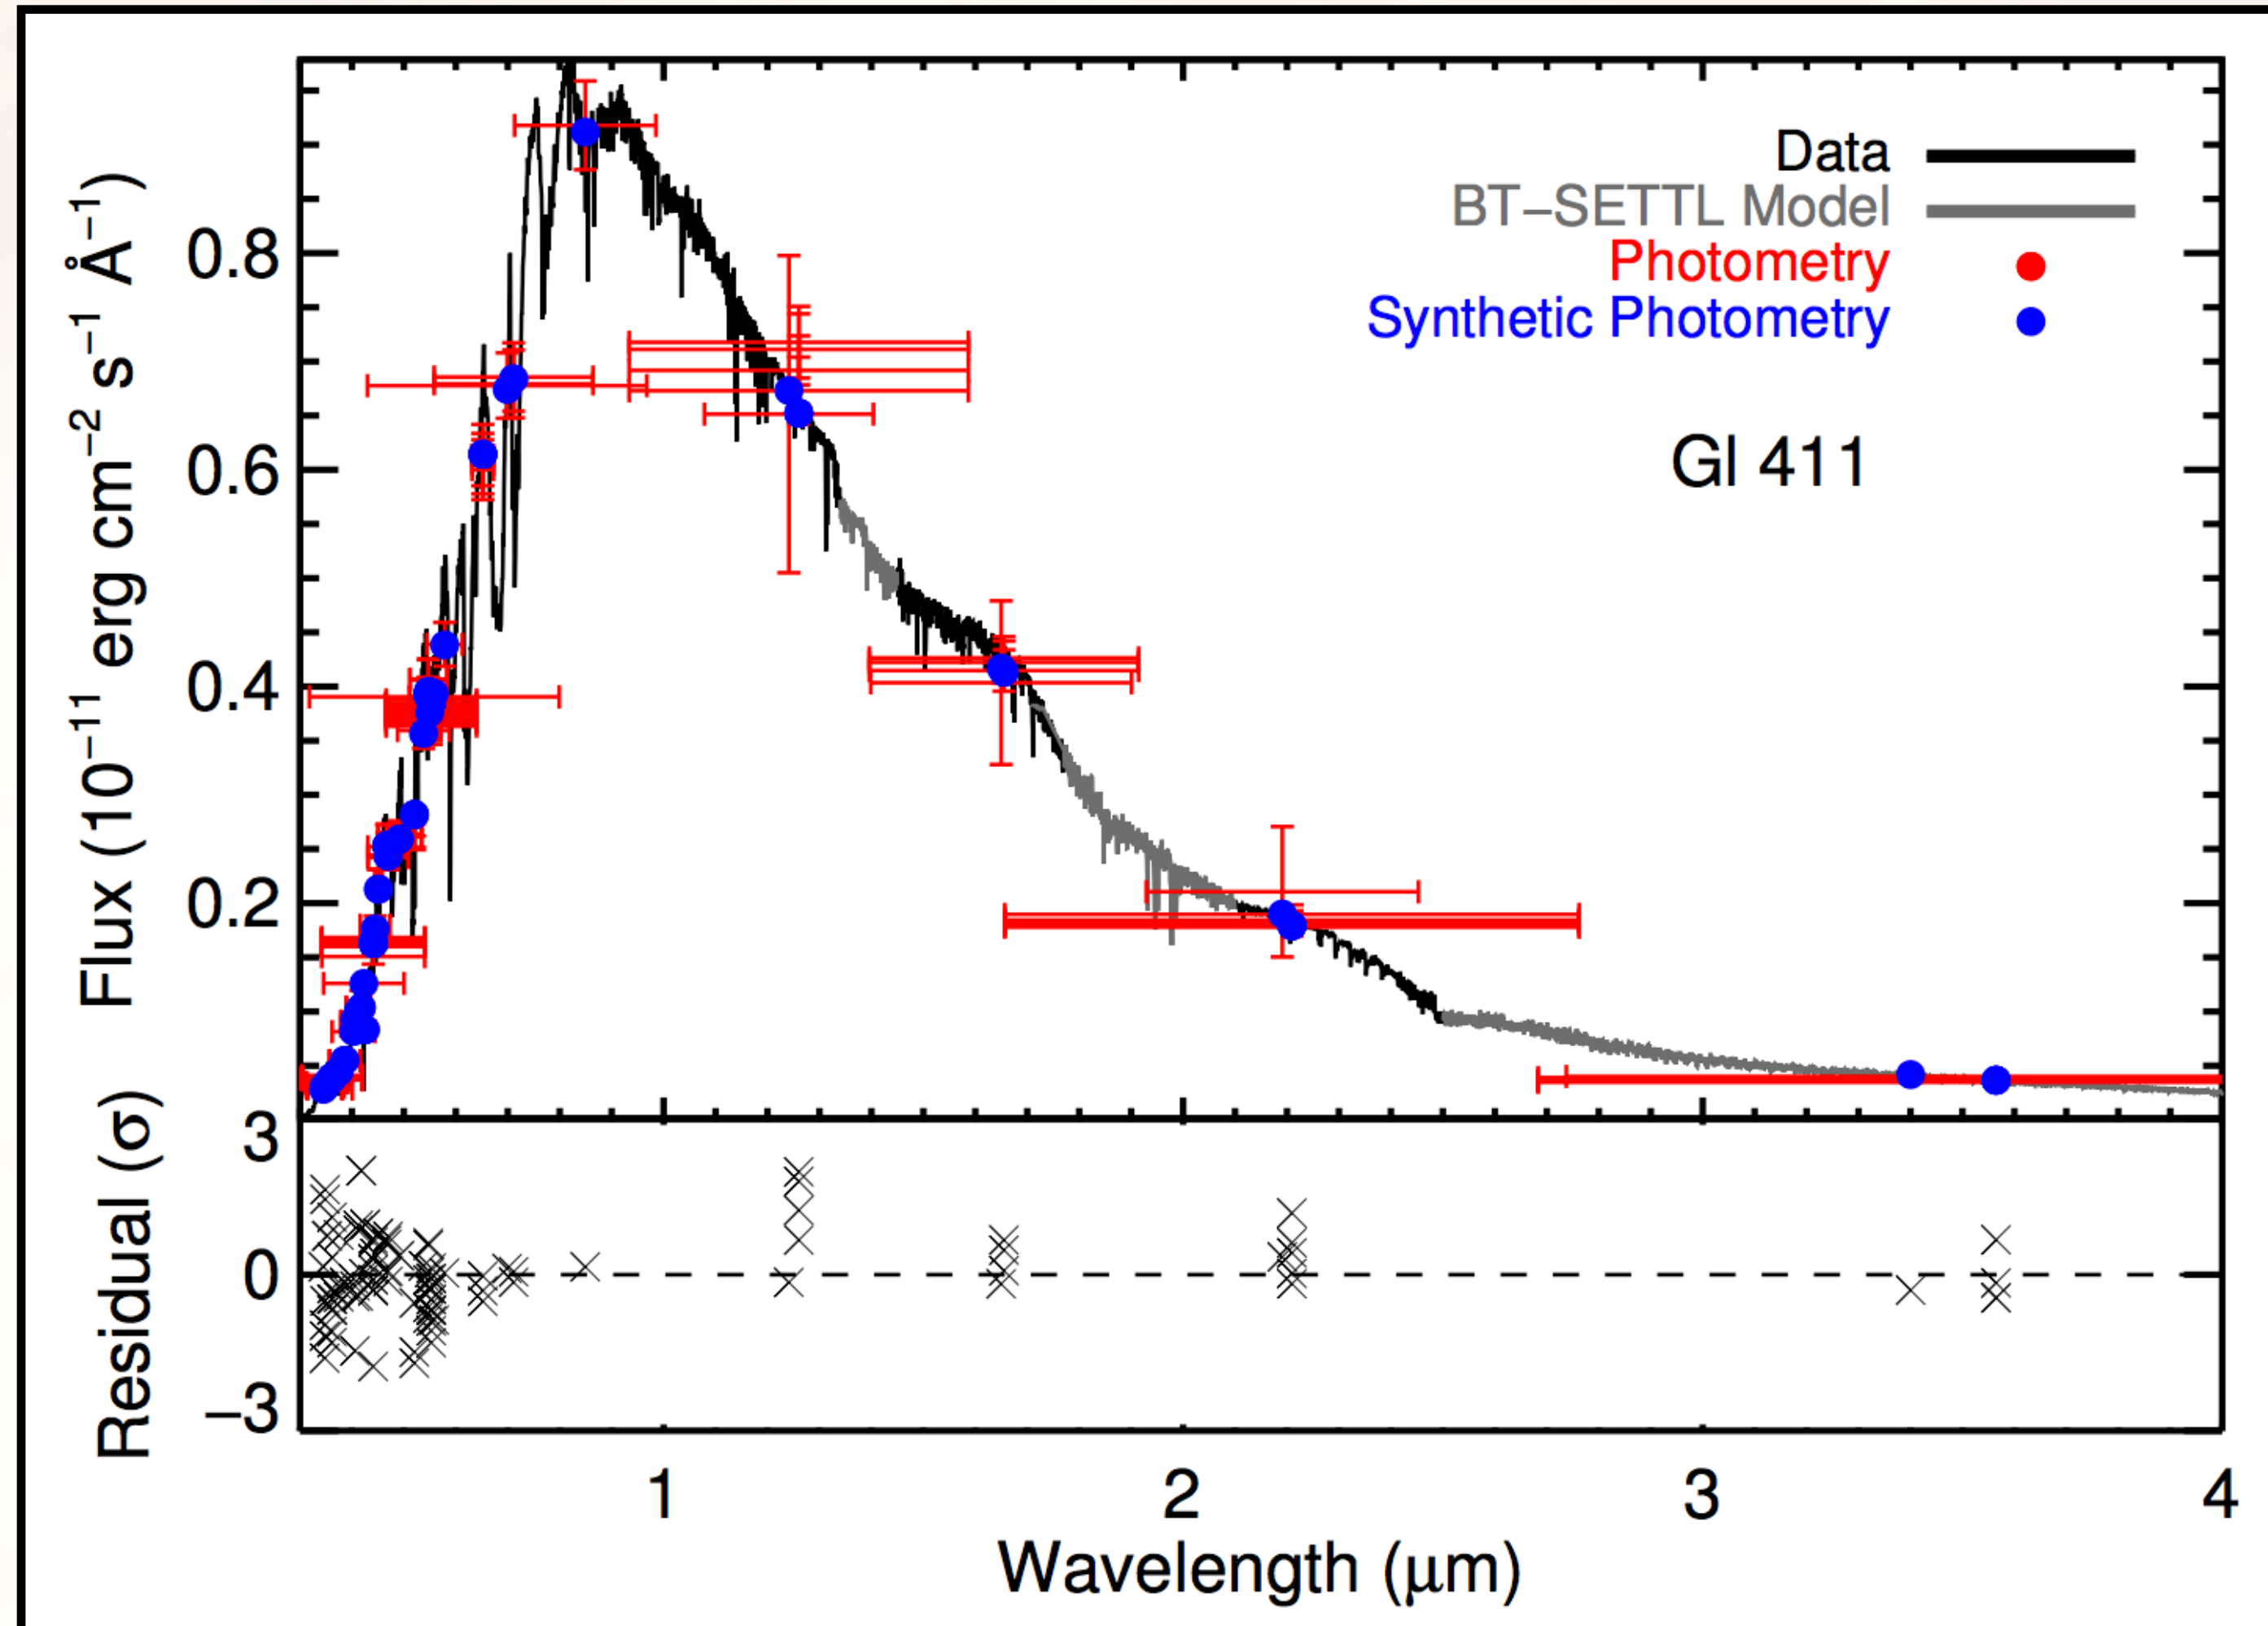 Data
BT−SETTL Model
Photometry
Synthetic Photometry
Gl 411
Flux (10⁻¹¹ erg cm⁻² s⁻¹ Å⁻¹)
0.8
0.6
0.4
0.2
Residual (σ)
3
0
−3
1 2 3 4
Wavelength (μm)